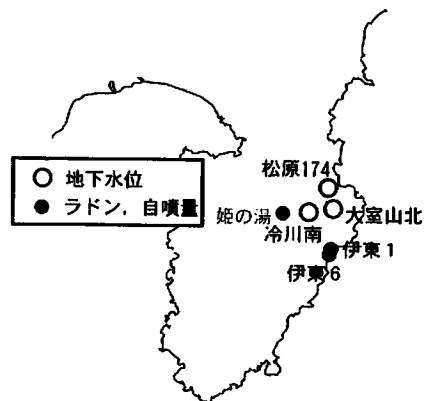 松原174
地下水位
ラドン，自噴量
姫の湯
大室山北
冷川南
伊東1
伊東6